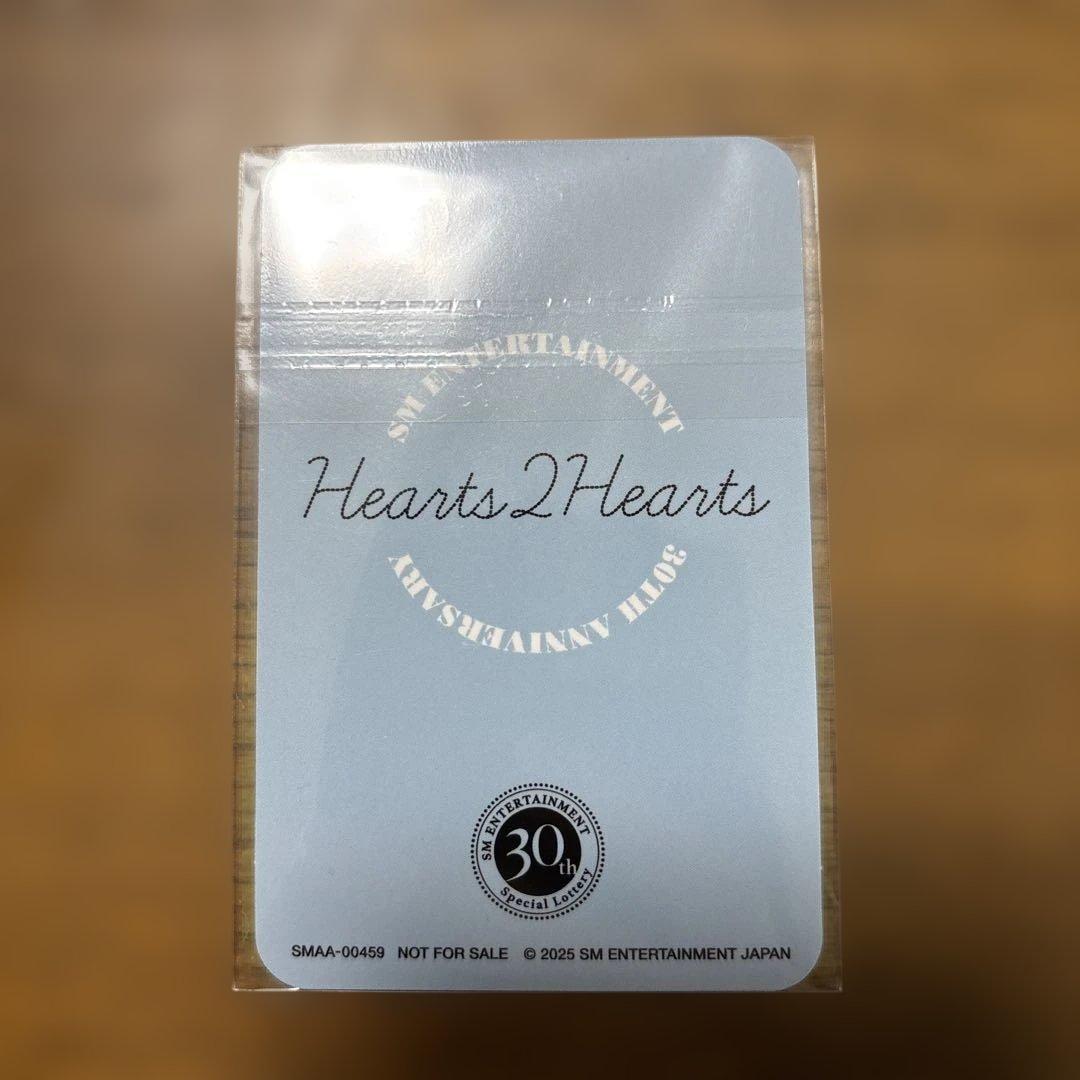 SM ENTERTAINMENT
Hearts2Hearts
30TH ANNIVERSARY
SM ENTERTAINMENT
30th
Special Lottery
SMAA-00459 NOT FOR SALE © 2025 SM ENTERTAINMENT JAPAN